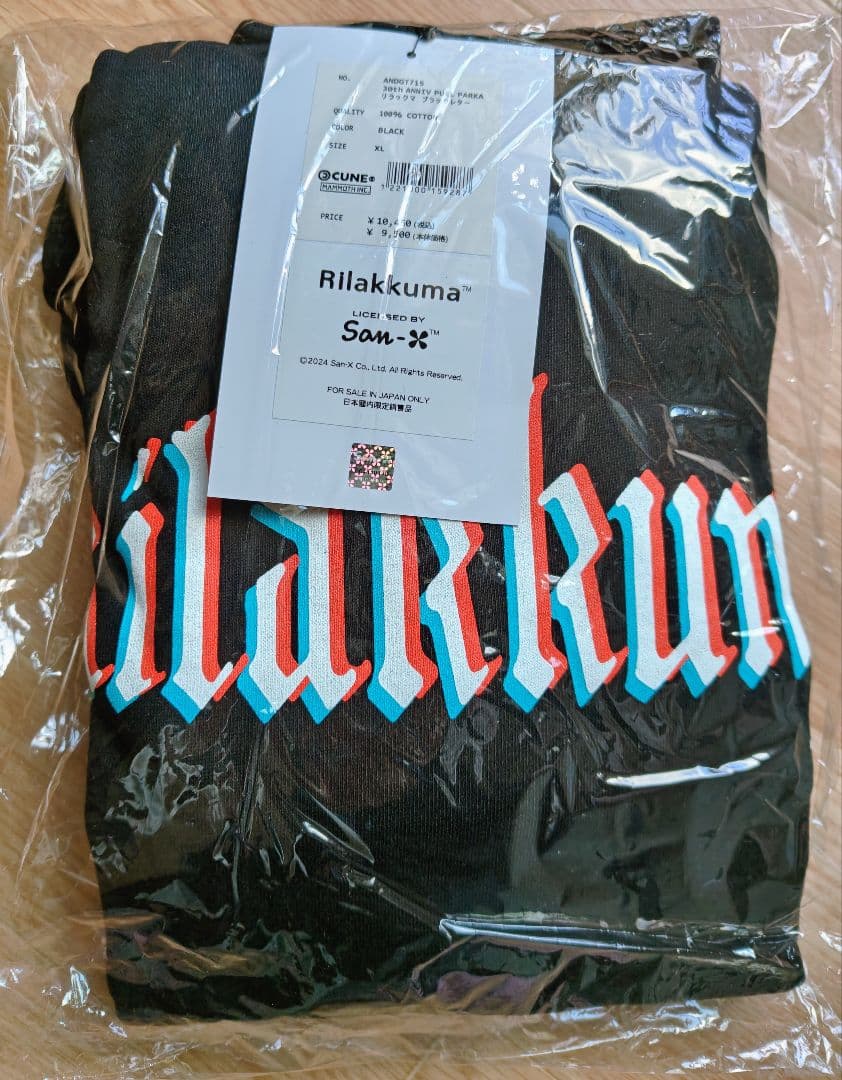 NO. ANDGT715
30th ANNIV PULL PARKA
リラックマ ブラックレター
QUALITY 100% COTTON
COLOR BLACK
SIZE XL
CUNE®
MAMMOTH INC.
PRICE ¥10,450(税込)
¥ 9,500(本体価格)
Rilakkuma™
LICENSED BY
San-X™
©2024 San-X Co., Ltd. All Rights Reserved.
FOR SALE IN JAPAN ONLY
日本国内限定販売品
rilakkum